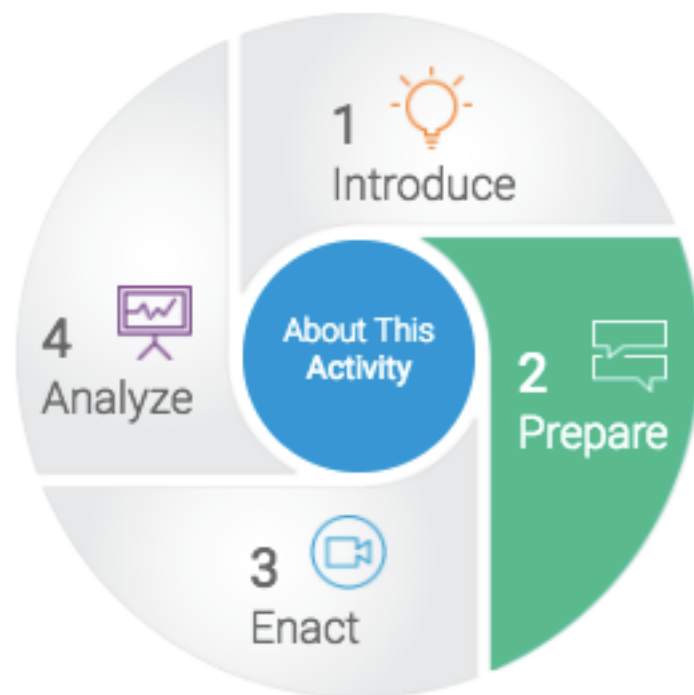 1
Introduce
2
Prepare
3
Enact
4
Analyze
About This
Activity